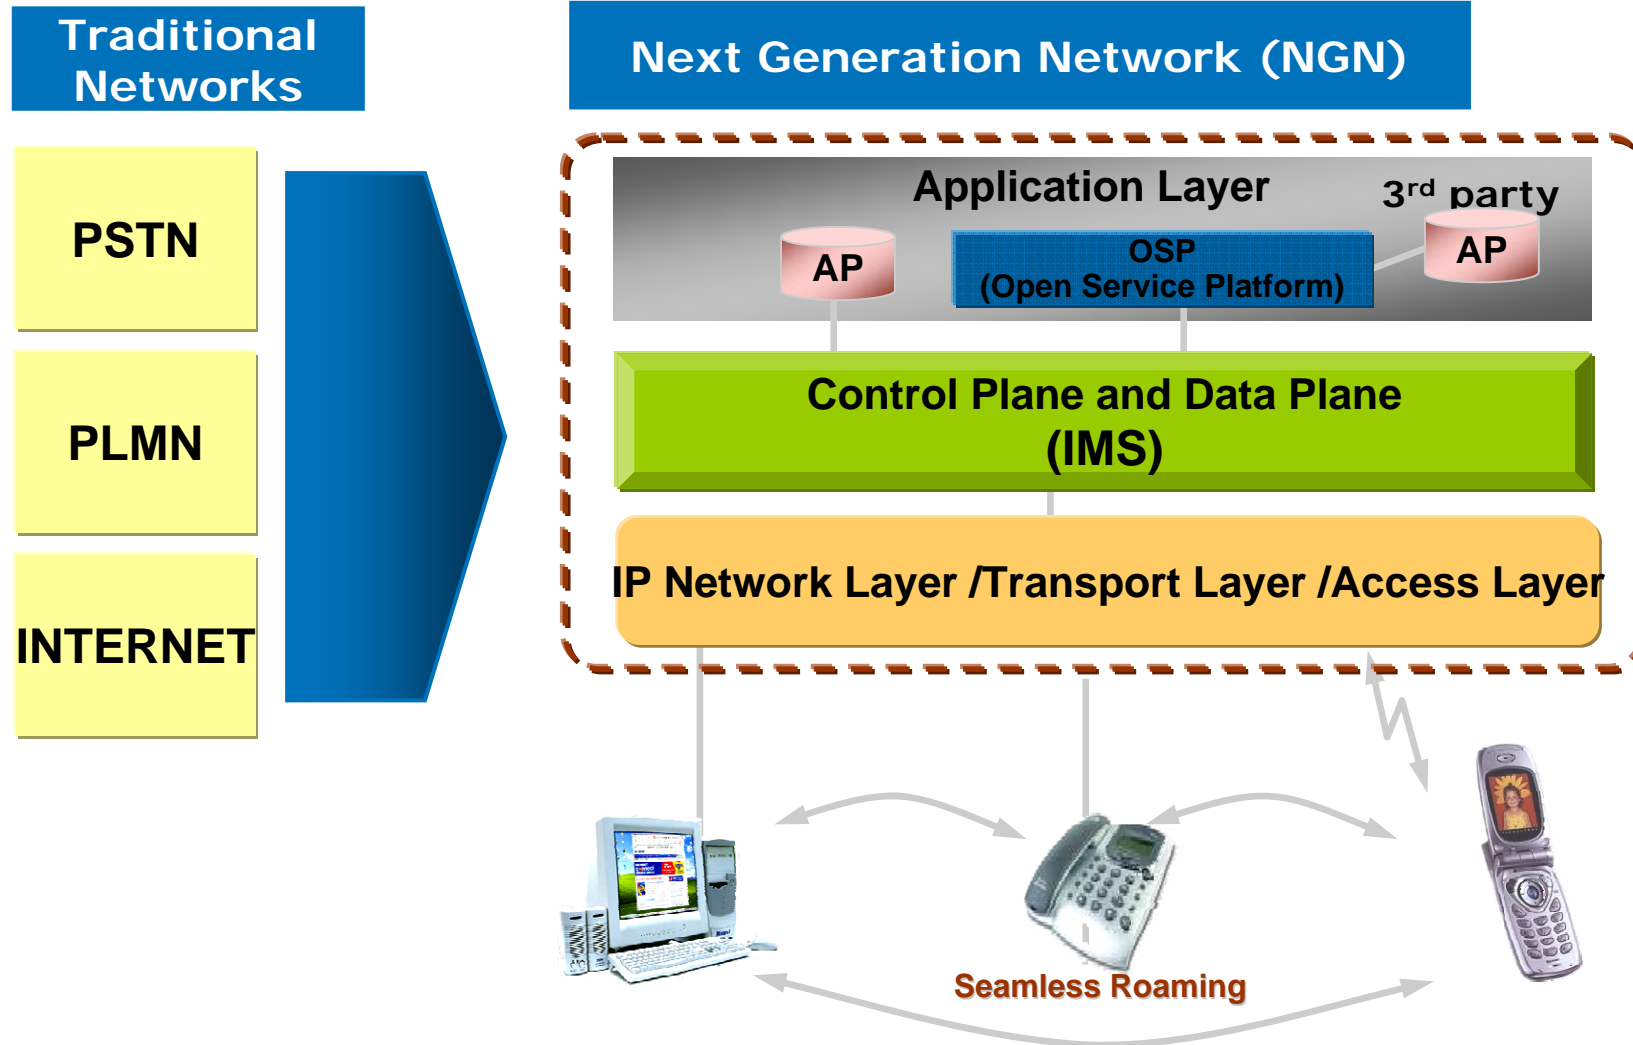 Traditional
Networks
Next Generation Network (NGN)
PSTN
PLMN
INTERNET
Application Layer
3rd party
AP
OSP
(Open Service Platform)
AP
Control Plane and Data Plane
(IMS)
IP Network Layer /Transport Layer /Access Layer
Seamless Roaming